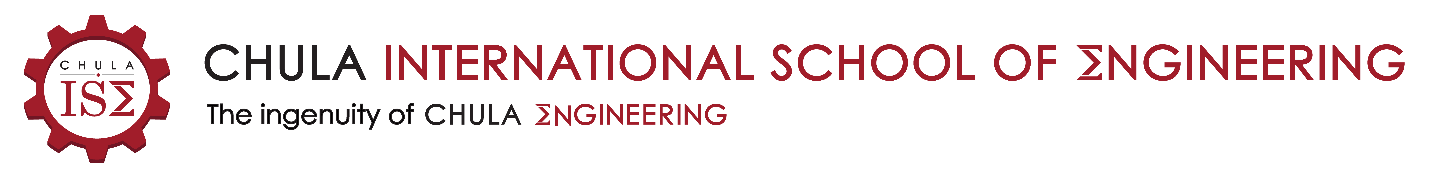 CHULA
ISΣ
CHULA INTERNATIONAL SCHOOL OF ΣNGINEERING
The ingenuity of CHULA ΣNGINEERING